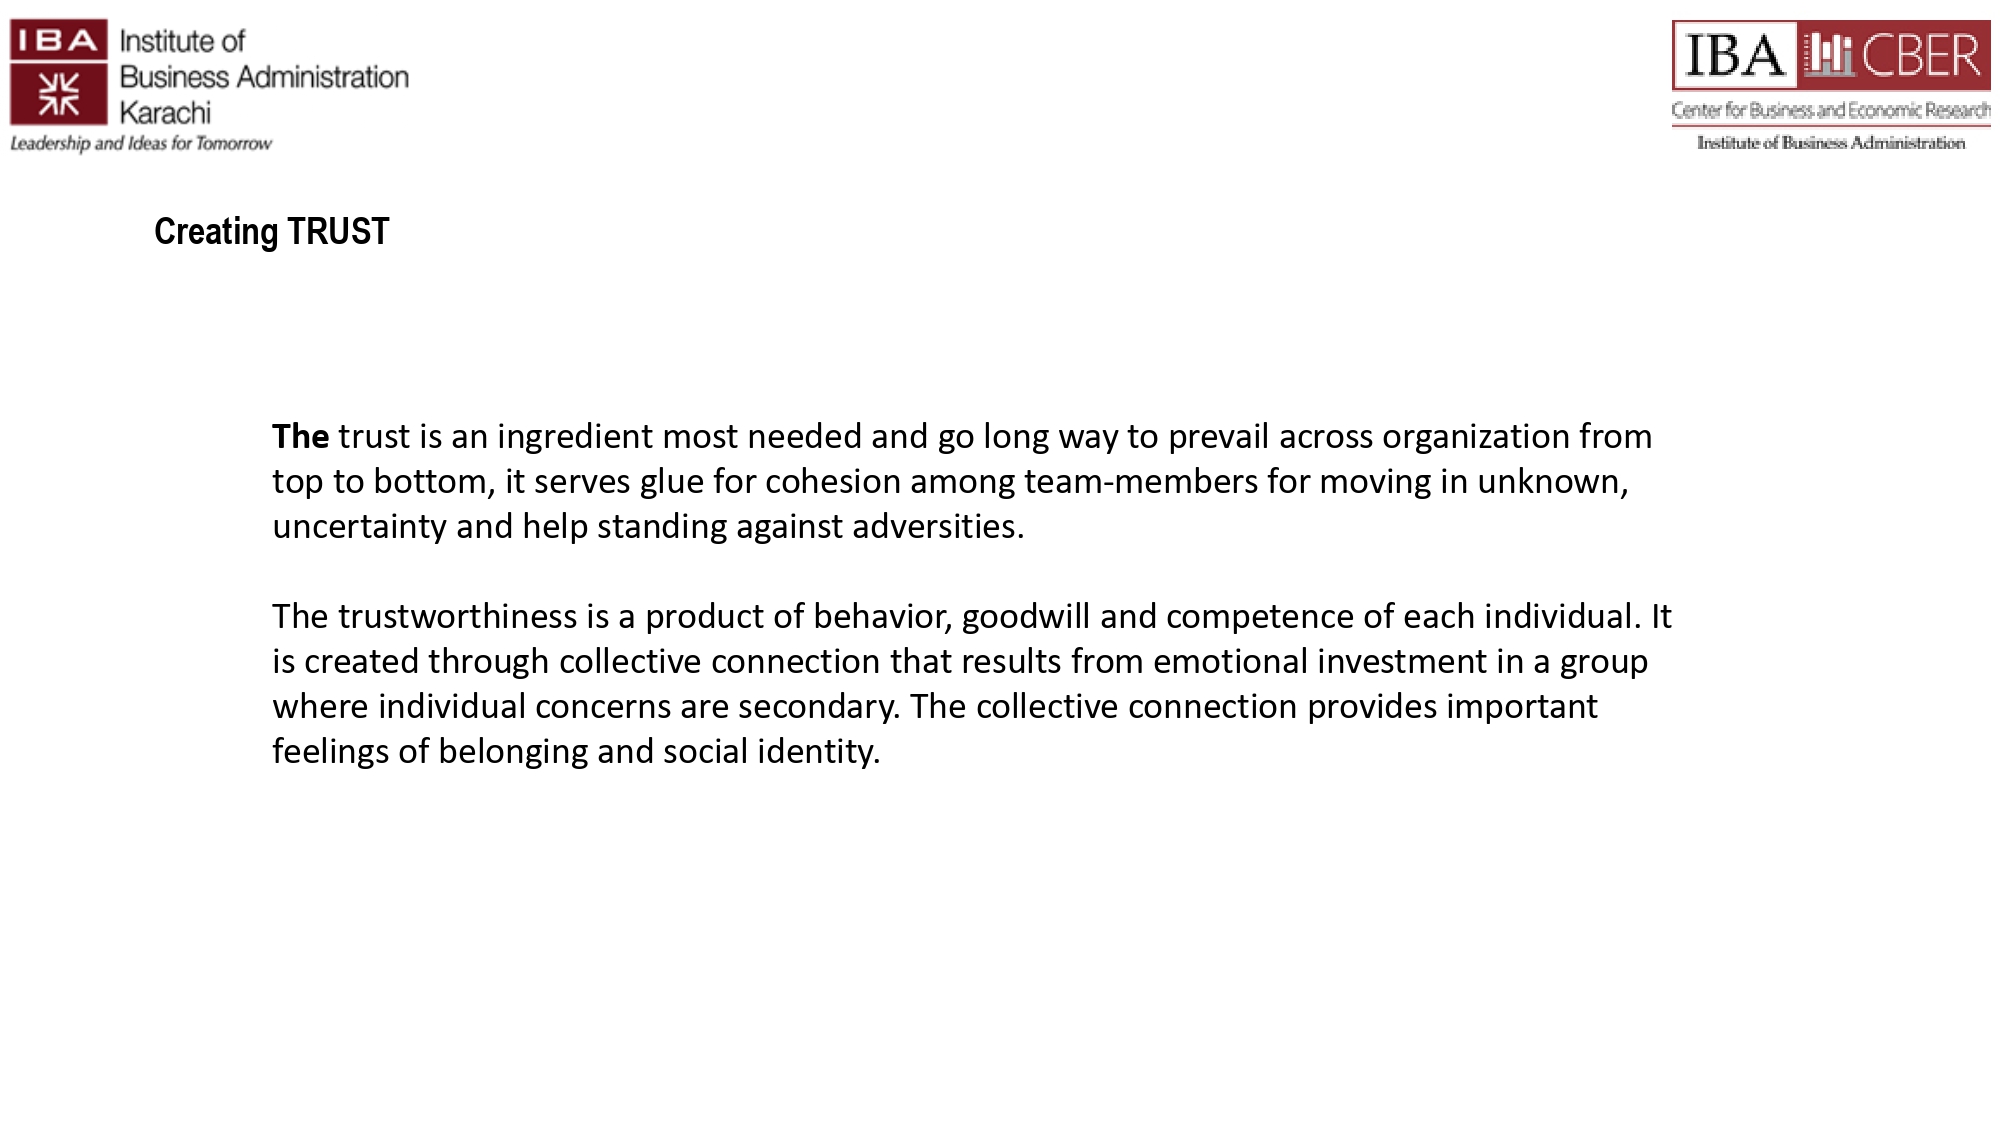 IBA
Institute of
Business Administration
Karachi
Leadership and Ideas for Tomorrow
IBA CBER
Center for Business and Economic Research
Institute of Business Administration
Creating TRUST
The trust is an ingredient most needed and go long way to prevail across organization from
top to bottom, it serves glue for cohesion among team-members for moving in unknown,
uncertainty and help standing against adversities.
The trustworthiness is a product of behavior, goodwill and competence of each individual. It
is created through collective connection that results from emotional investment in a group
where individual concerns are secondary. The collective connection provides important
feelings of belonging and social identity.